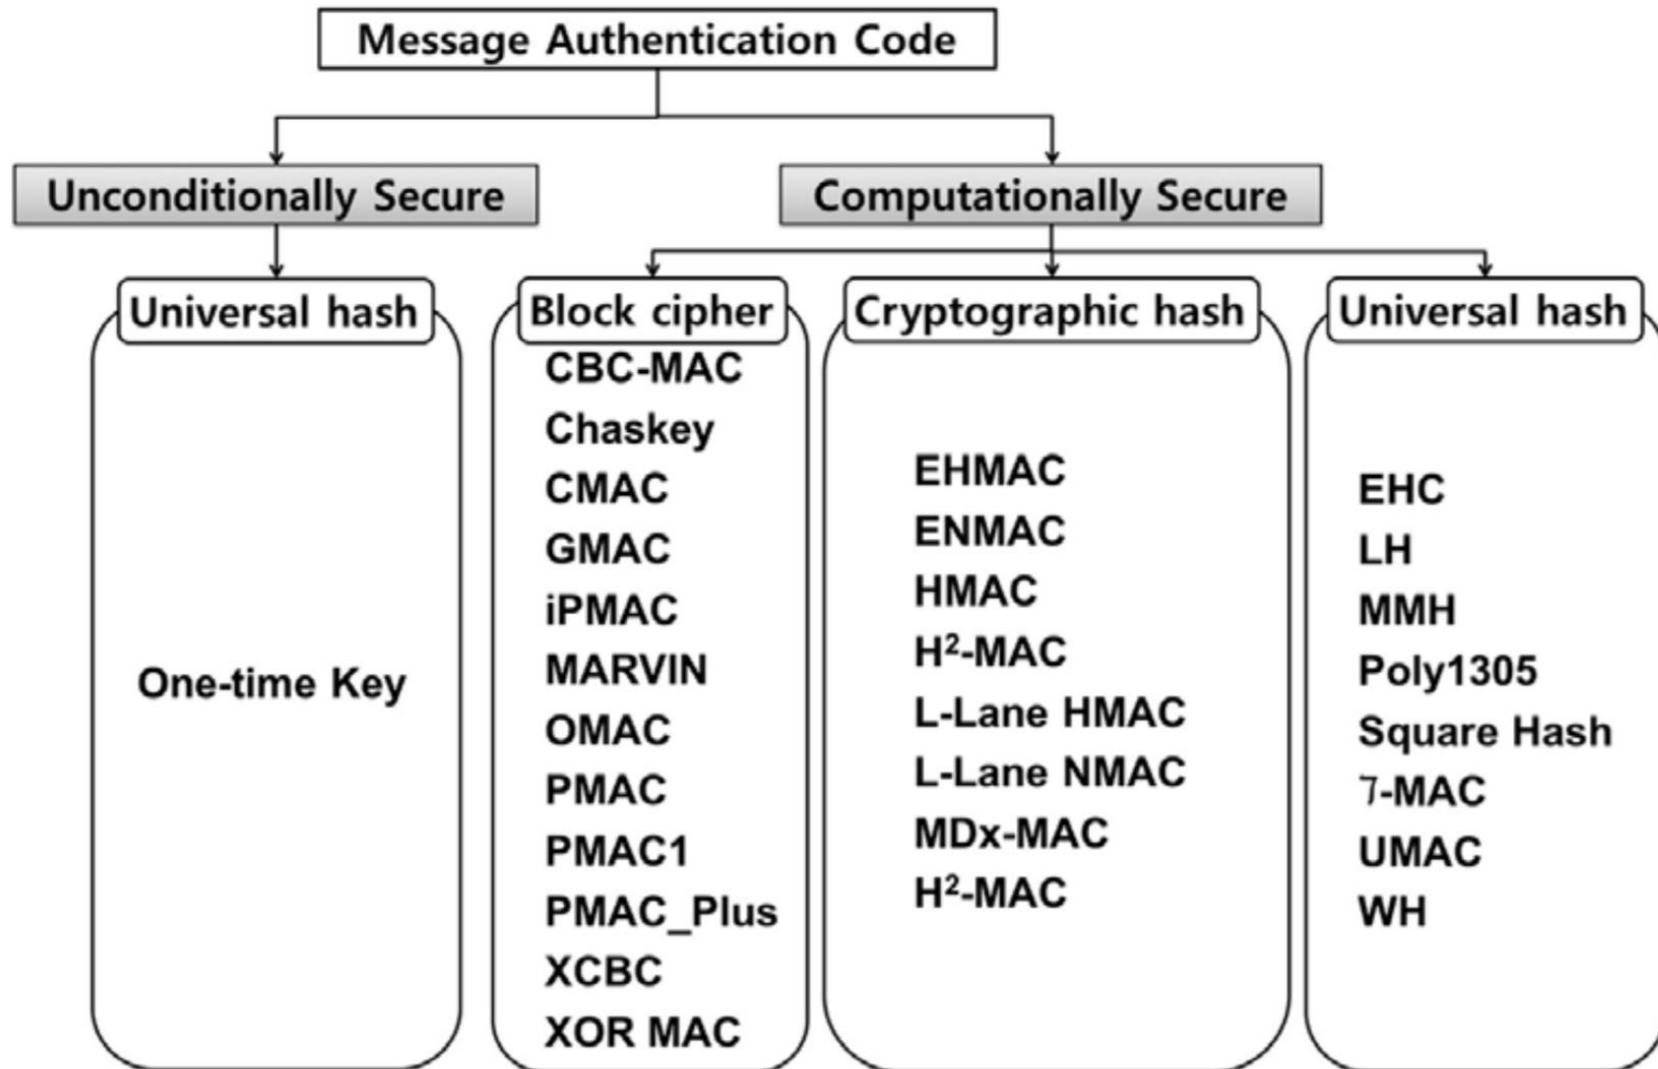 Message Authentication Code
Unconditionally Secure
Computationally Secure
Universal hash
One-time Key
Block cipher
CBC-MAC
Chaskey
CMAC
GMAC
iPMAC
MARVIN
OMAC
PMAC
PMAC1
PMAC_Plus
XCBC
XOR MAC
Cryptographic hash
EHMAC
ENMAC
HMAC
H²-MAC
L-Lane HMAC
L-Lane NMAC
MDx-MAC
H²-MAC
Universal hash
EHC
LH
MMH
Poly1305
Square Hash
7-MAC
UMAC
WH